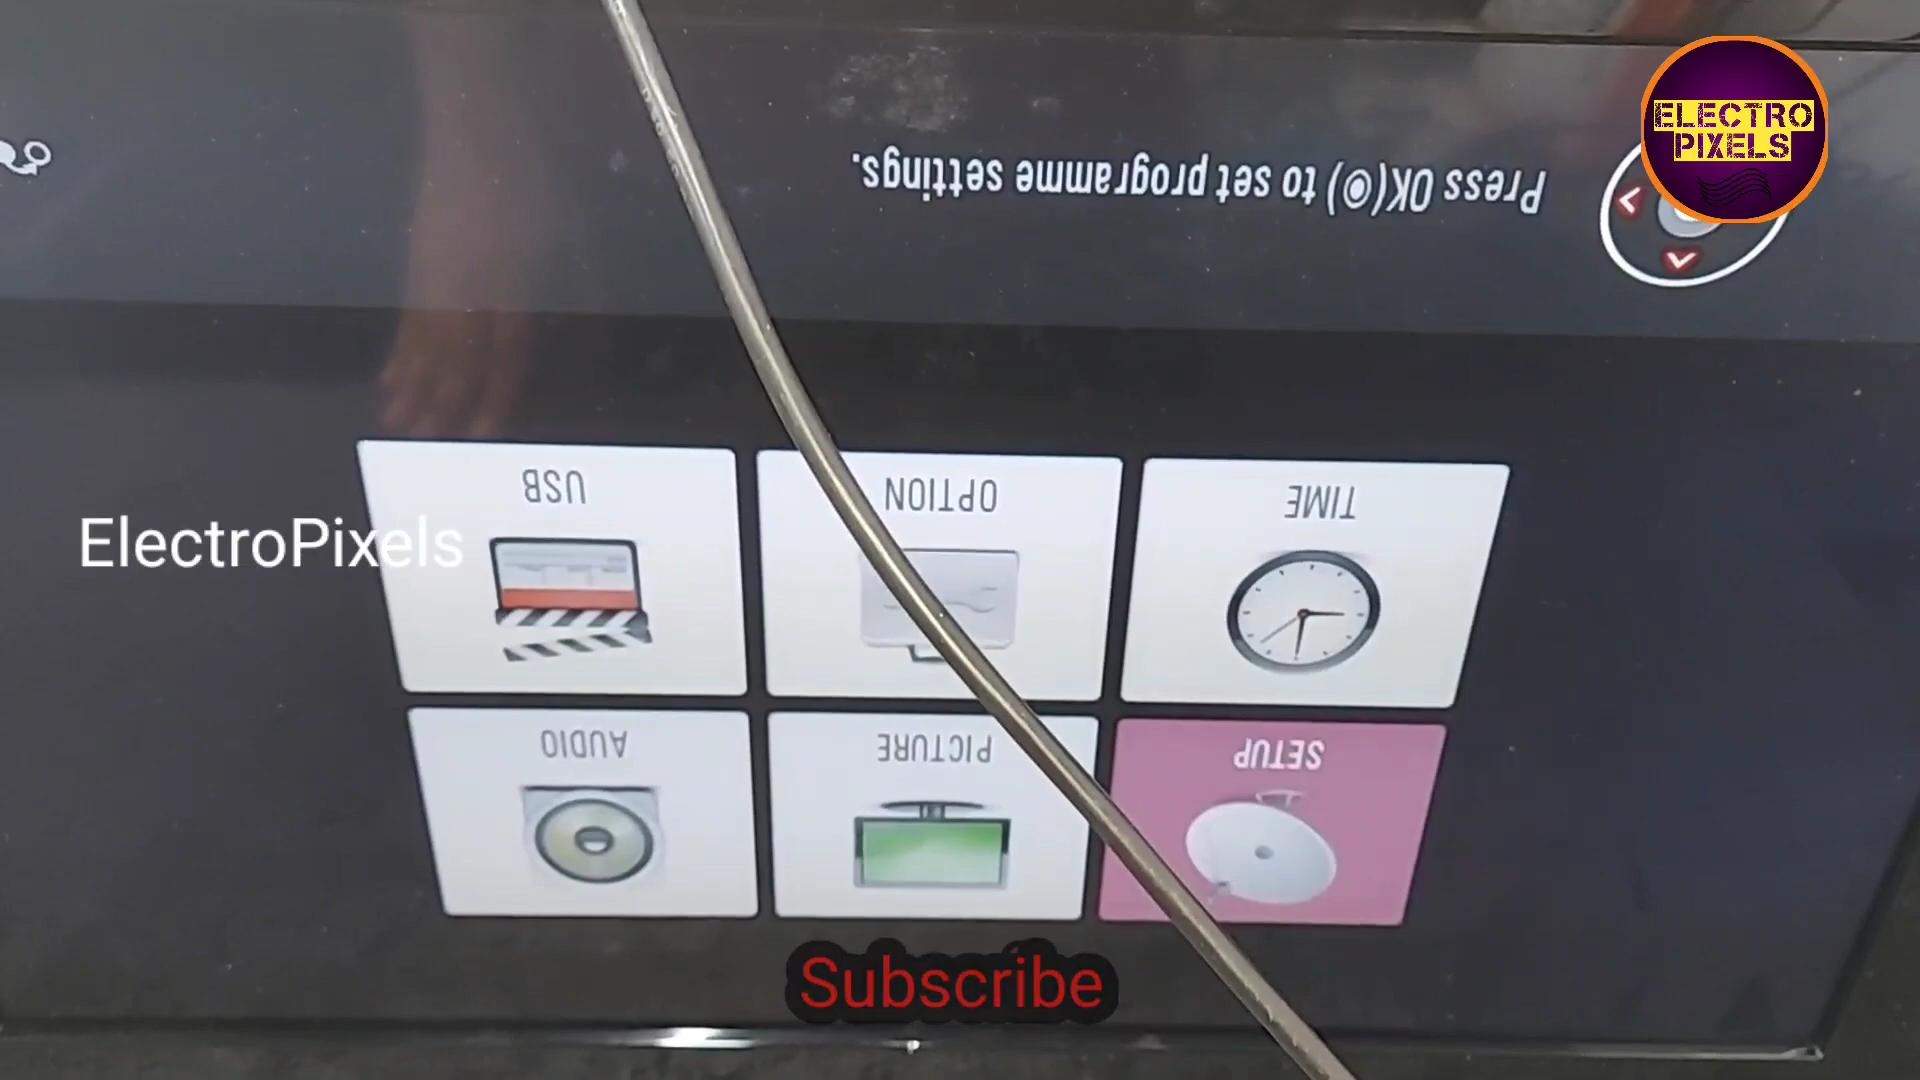 ELECTRO
PIXELS
Press OK(◉) to set programme settings.
SETUP
PICTURE
AUDIO
TIME
OPTION
USB
ElectroPixels
Subscribe